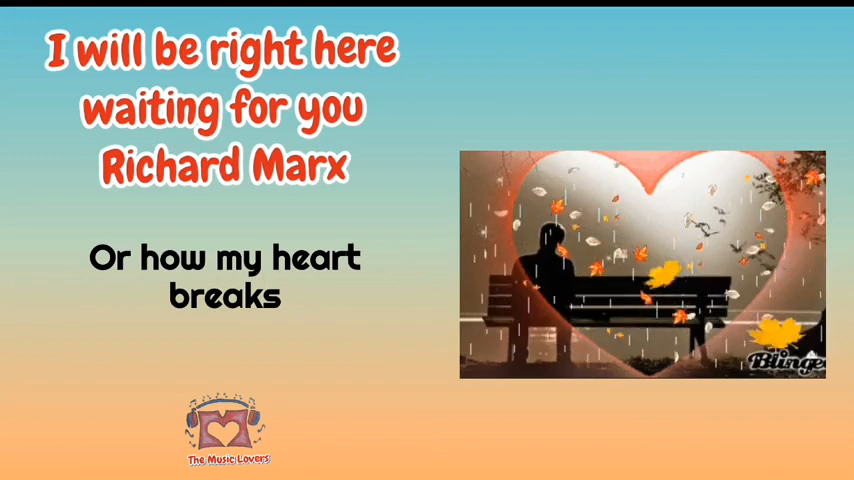 I will be right here
waiting for you
Richard Marx
Or how my heart
breaks
Blingee
The Music Lovers